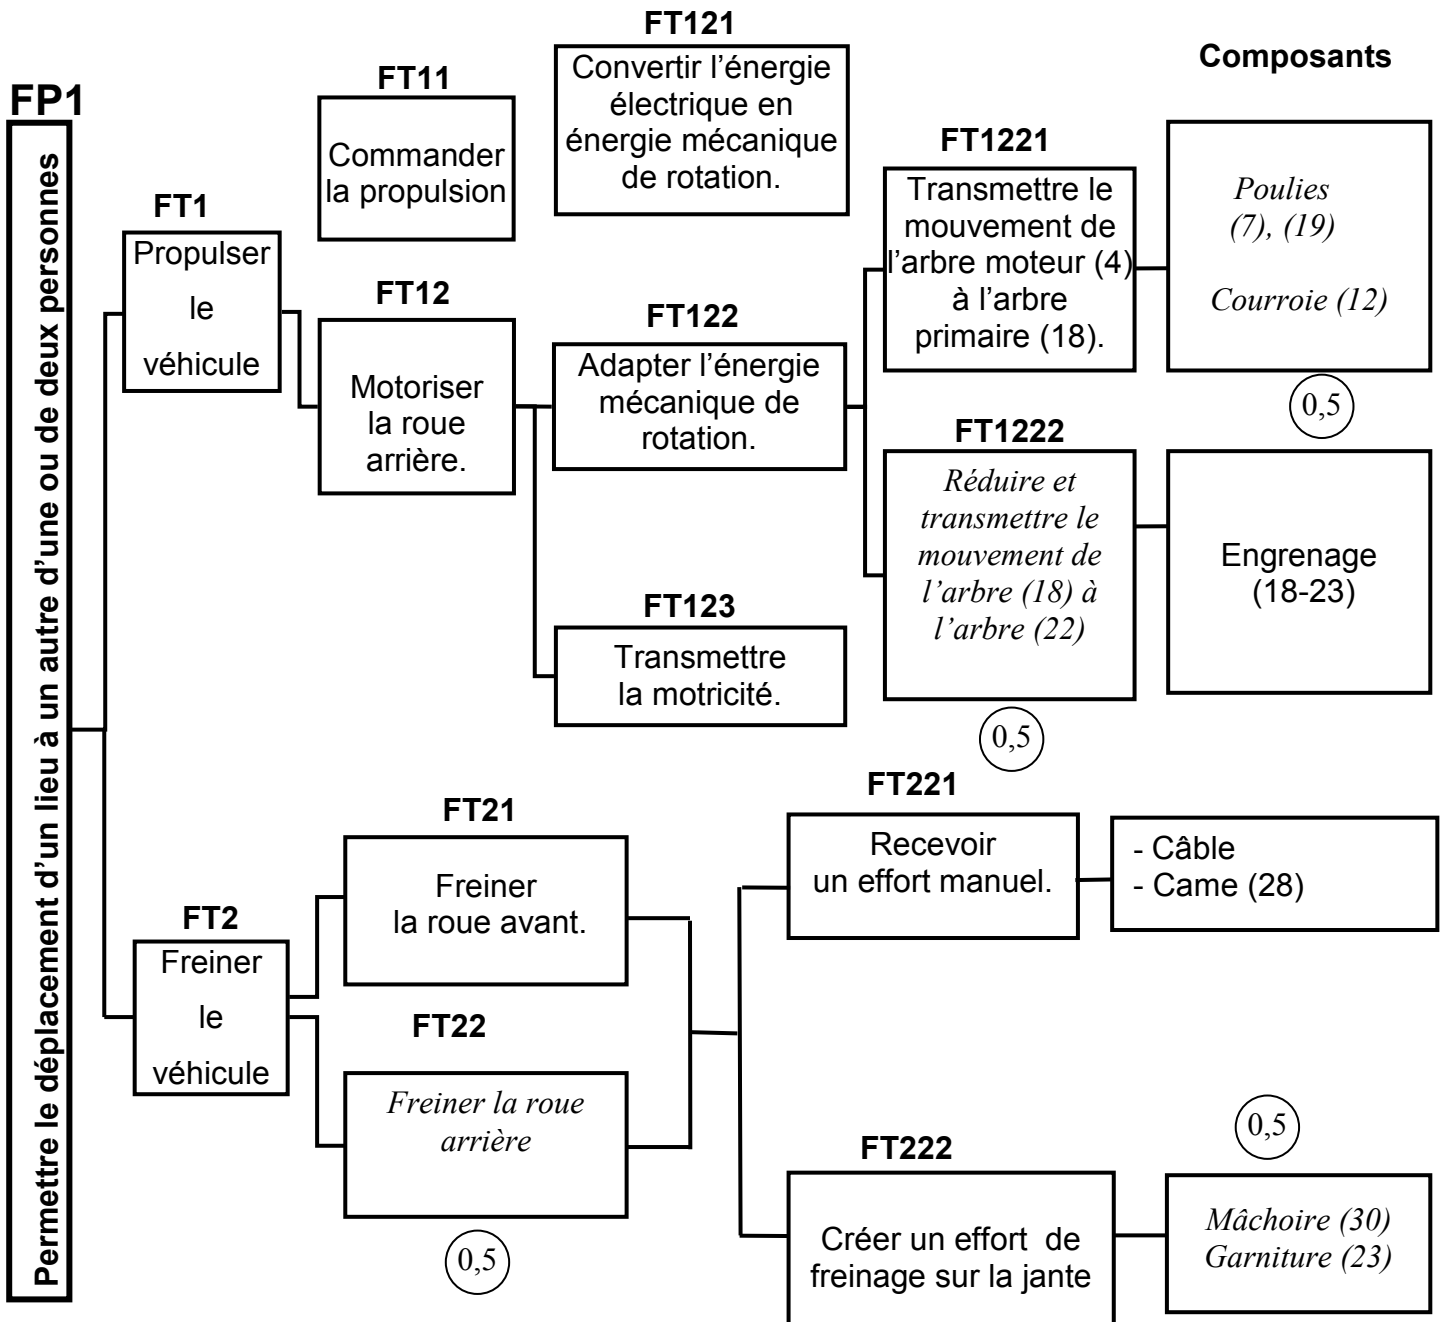 FP1
Permettre le déplacement d'un lieu à un autre d'une ou de deux personnes
FT1
Propulser
le
véhicule
FT11
Commander
la propulsion
FT12
Motoriser
la roue
arrière.
FT121
Convertir l'énergie
électrique en
énergie mécanique
de rotation.
FT122
Adapter l'énergie
mécanique de
rotation.
FT123
Transmettre
la motricité.
FT1221
Transmettre le
mouvement de
l'arbre moteur (4)
à l'arbre
primaire (18).
Composants
Poulies
(7), (19)
Courroie (12)
0,5
FT1222
Réduire et
transmettre le
mouvement de
l'arbre (18) à
l'arbre (22)
0,5
Engrenage
(18-23)
FT2
Freiner
le
véhicule
FT21
Freiner
la roue avant.
FT22
Freiner la roue
arrière
0,5
FT221
Recevoir
un effort manuel.
- Câble
- Came (28)
FT222
Créer un effort de
freinage sur la jante
0,5
Mâchoire (30)
Garniture (23)